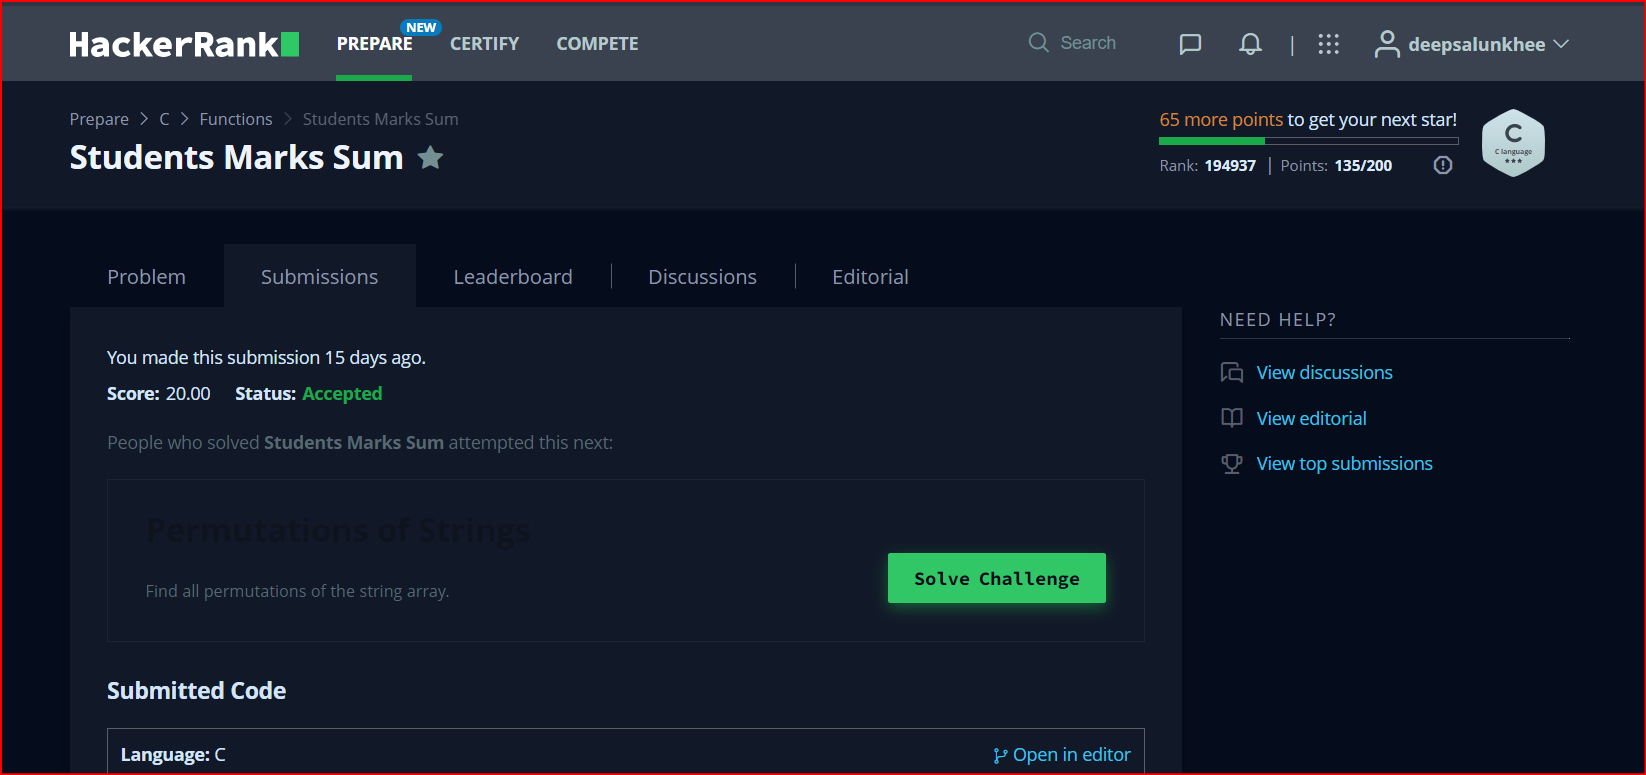 HackerRank
PREPARE NEW CERTIFY COMPETE Search | deepsalunkhee
Prepare > C > Functions > Students Marks Sum
Students Marks Sum
65 more points to get your next star!
Rank: 194937 | Points: 135/200
C
C language
Problem Submissions Leaderboard Discussions Editorial
You made this submission 15 days ago.
Score: 20.00 Status: Accepted
People who solved Students Marks Sum attempted this next:
Permutations of Strings
Find all permutations of the string array.
Solve Challenge
Submitted Code
Language: C Open in editor
NEED HELP?
View discussions
View editorial
View top submissions